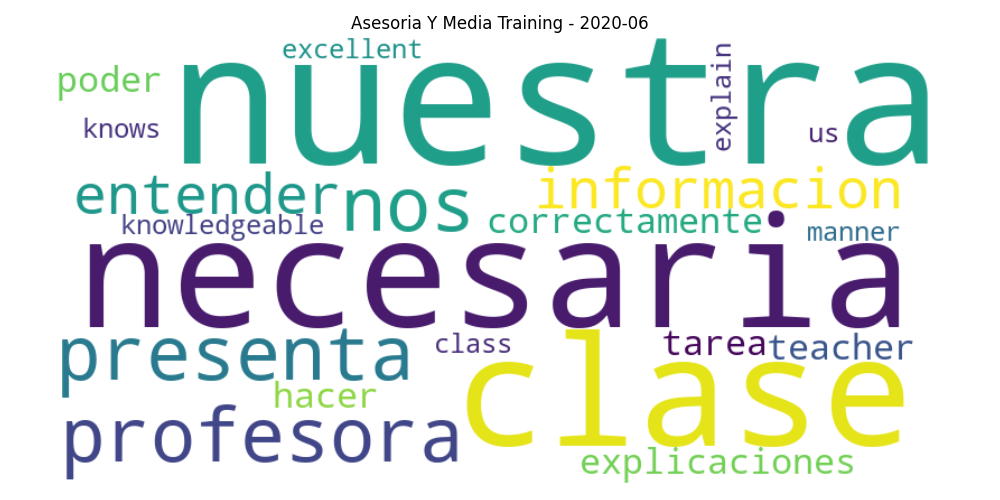 Asesoria Y Media Training - 2020-06
excellent
nuestra
explain
poder
knows
us
entender
nos
informacion
knowledgeable
correctamente
manner
necesaria
presenta
class
tarea
teacher
clase
hacer
profesora
explicaciones